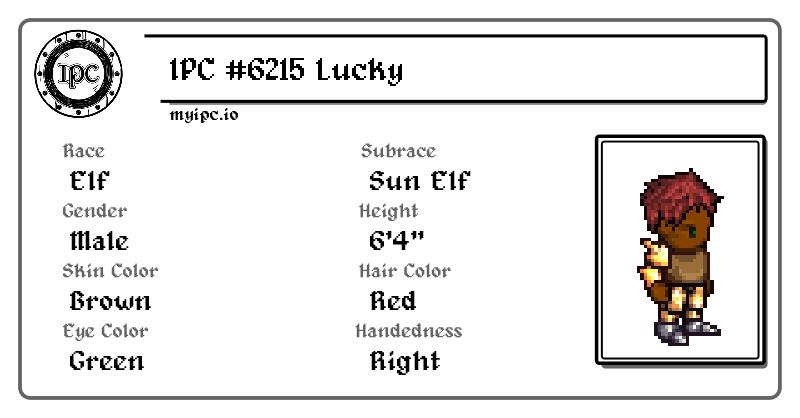 IPC
IPC #6215 Lucky
myipc.io
Race
Elf
Subrace
Sun Elf
Gender
Male
Height
6'4"
Skin Color
Brown
Hair Color
Red
Eye Color
Green
Handedness
Right